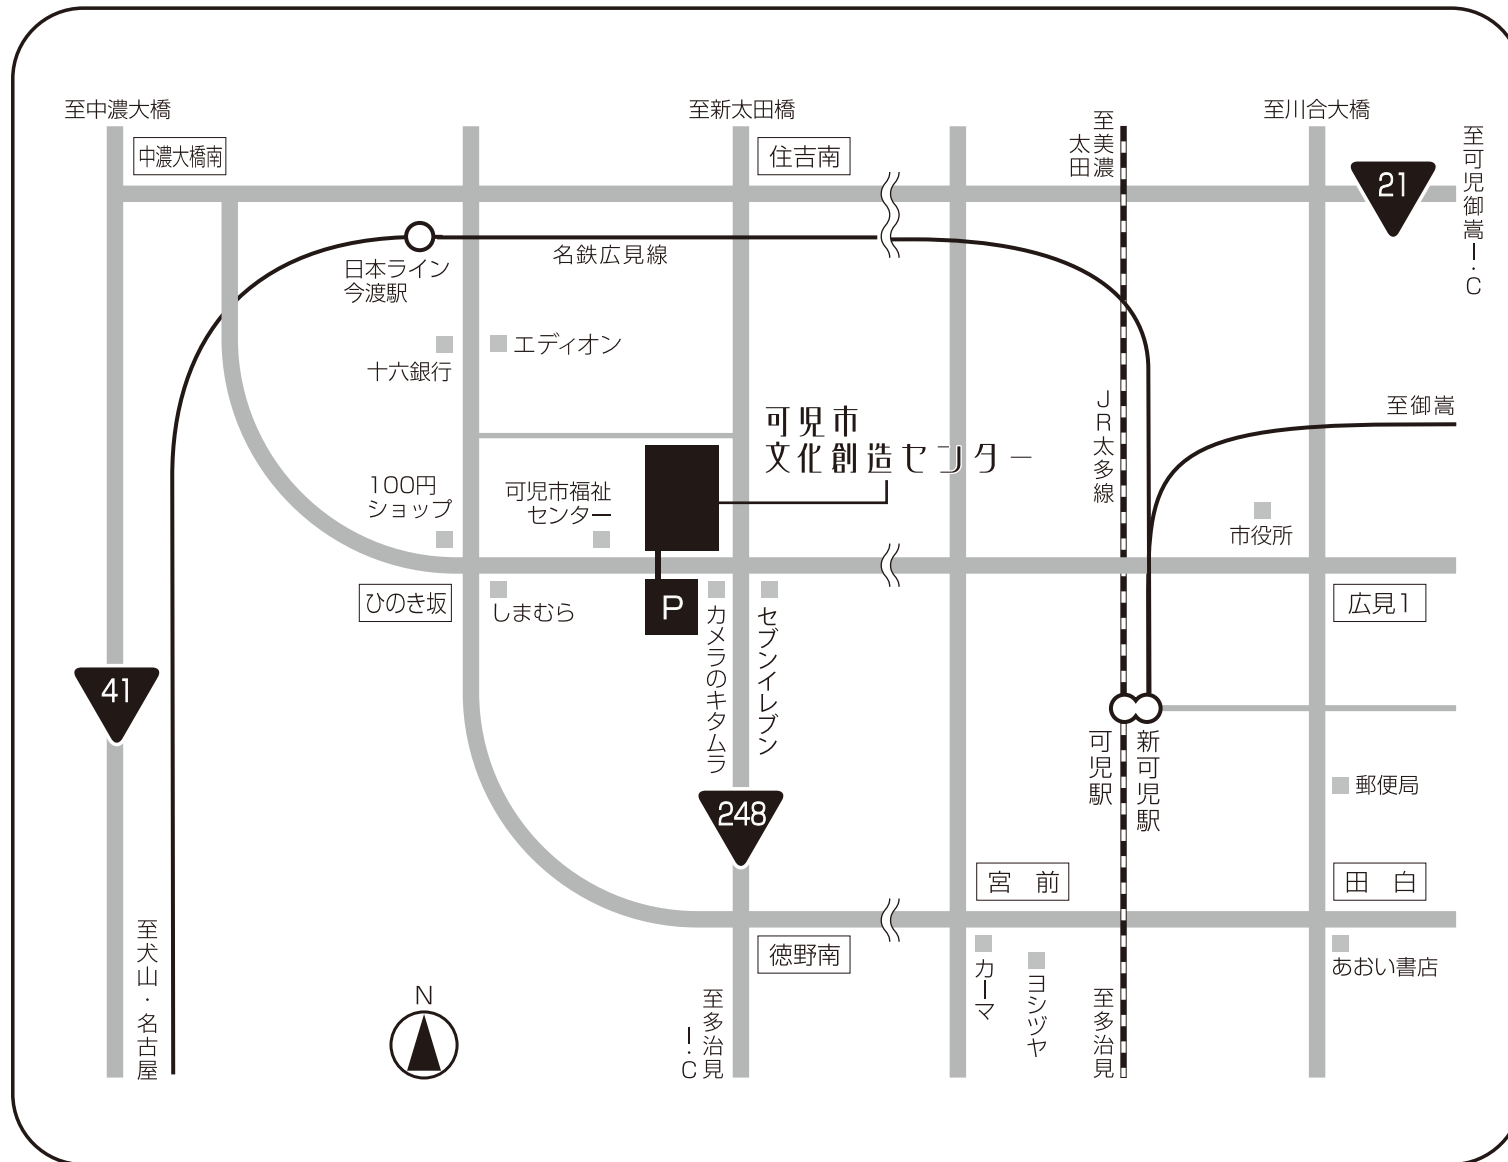 至中濃大橋
至新太田橋
至川合大橋
中濃大橋南
住吉南
至美濃
太田
21
至可児御嵩I.C
日本ライン
今渡駅
名鉄広見線
十六銀行
エディオン
可児市
文化創造センター
JR太多線
至御嵩
100円
ショップ
可児市福祉
センター
市役所
ひのき坂
しまむら
P
カメラのキタムラ
セブンイレブン
広見1
41
248
可児駅
新可児駅
郵便局
宮 前
田 白
徳野南
カーマ
ヨシヅヤ
あおい書店
至犬山・名古屋
N
至多治見
I.C
至多治見